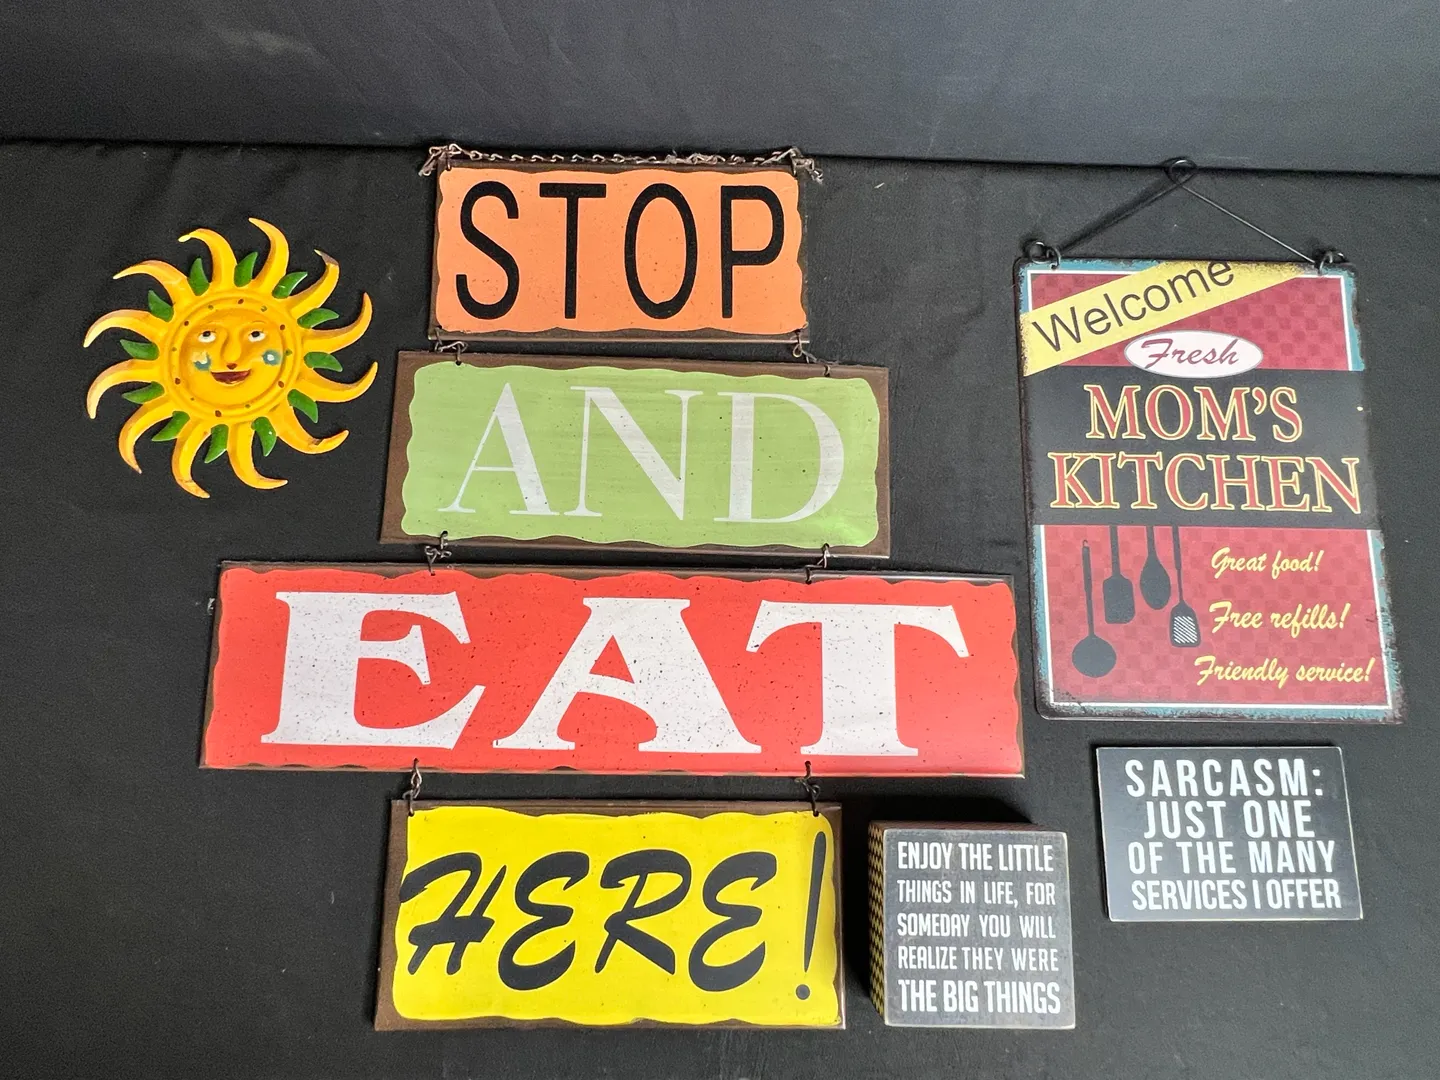 STOP
AND
EAT
HERE!
Welcome
Fresh
MOM'S
KITCHEN
Great food!
Free refills!
Friendly service!
ENJOY THE LITTLE
THINGS IN LIFE, FOR
SOMEDAY YOU WILL
REALIZE THEY WERE
THE BIG THINGS
SARCASM:
JUST ONE
OF THE MANY
SERVICES I OFFER